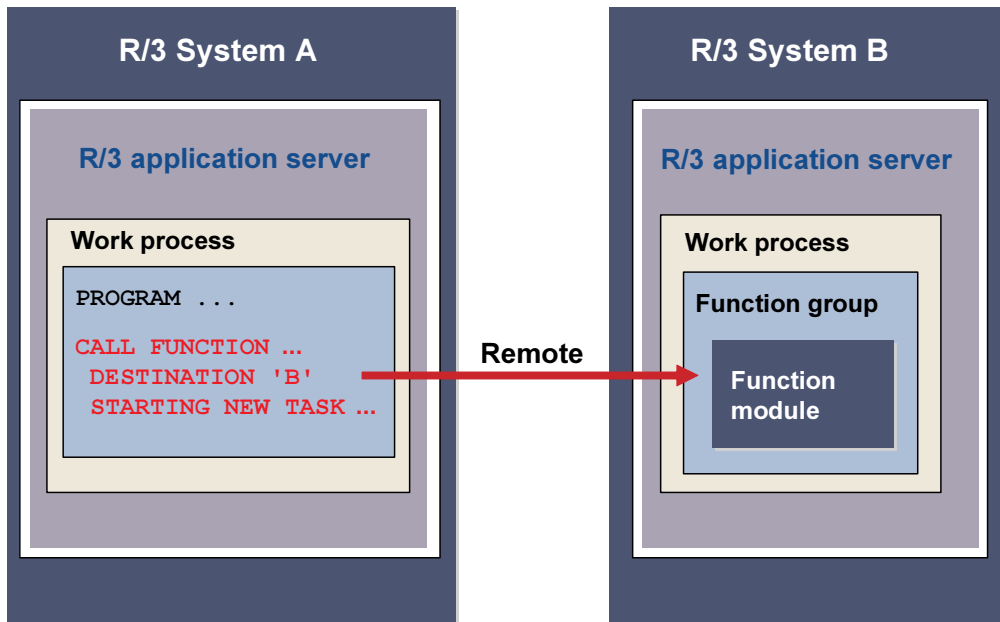 R/3 System A
R/3 application server
Work process
PROGRAM ...
CALL FUNCTION ...
DESTINATION 'B'
STARTING NEW TASK ...
Remote
R/3 System B
R/3 application server
Work process
Function group
Function
module